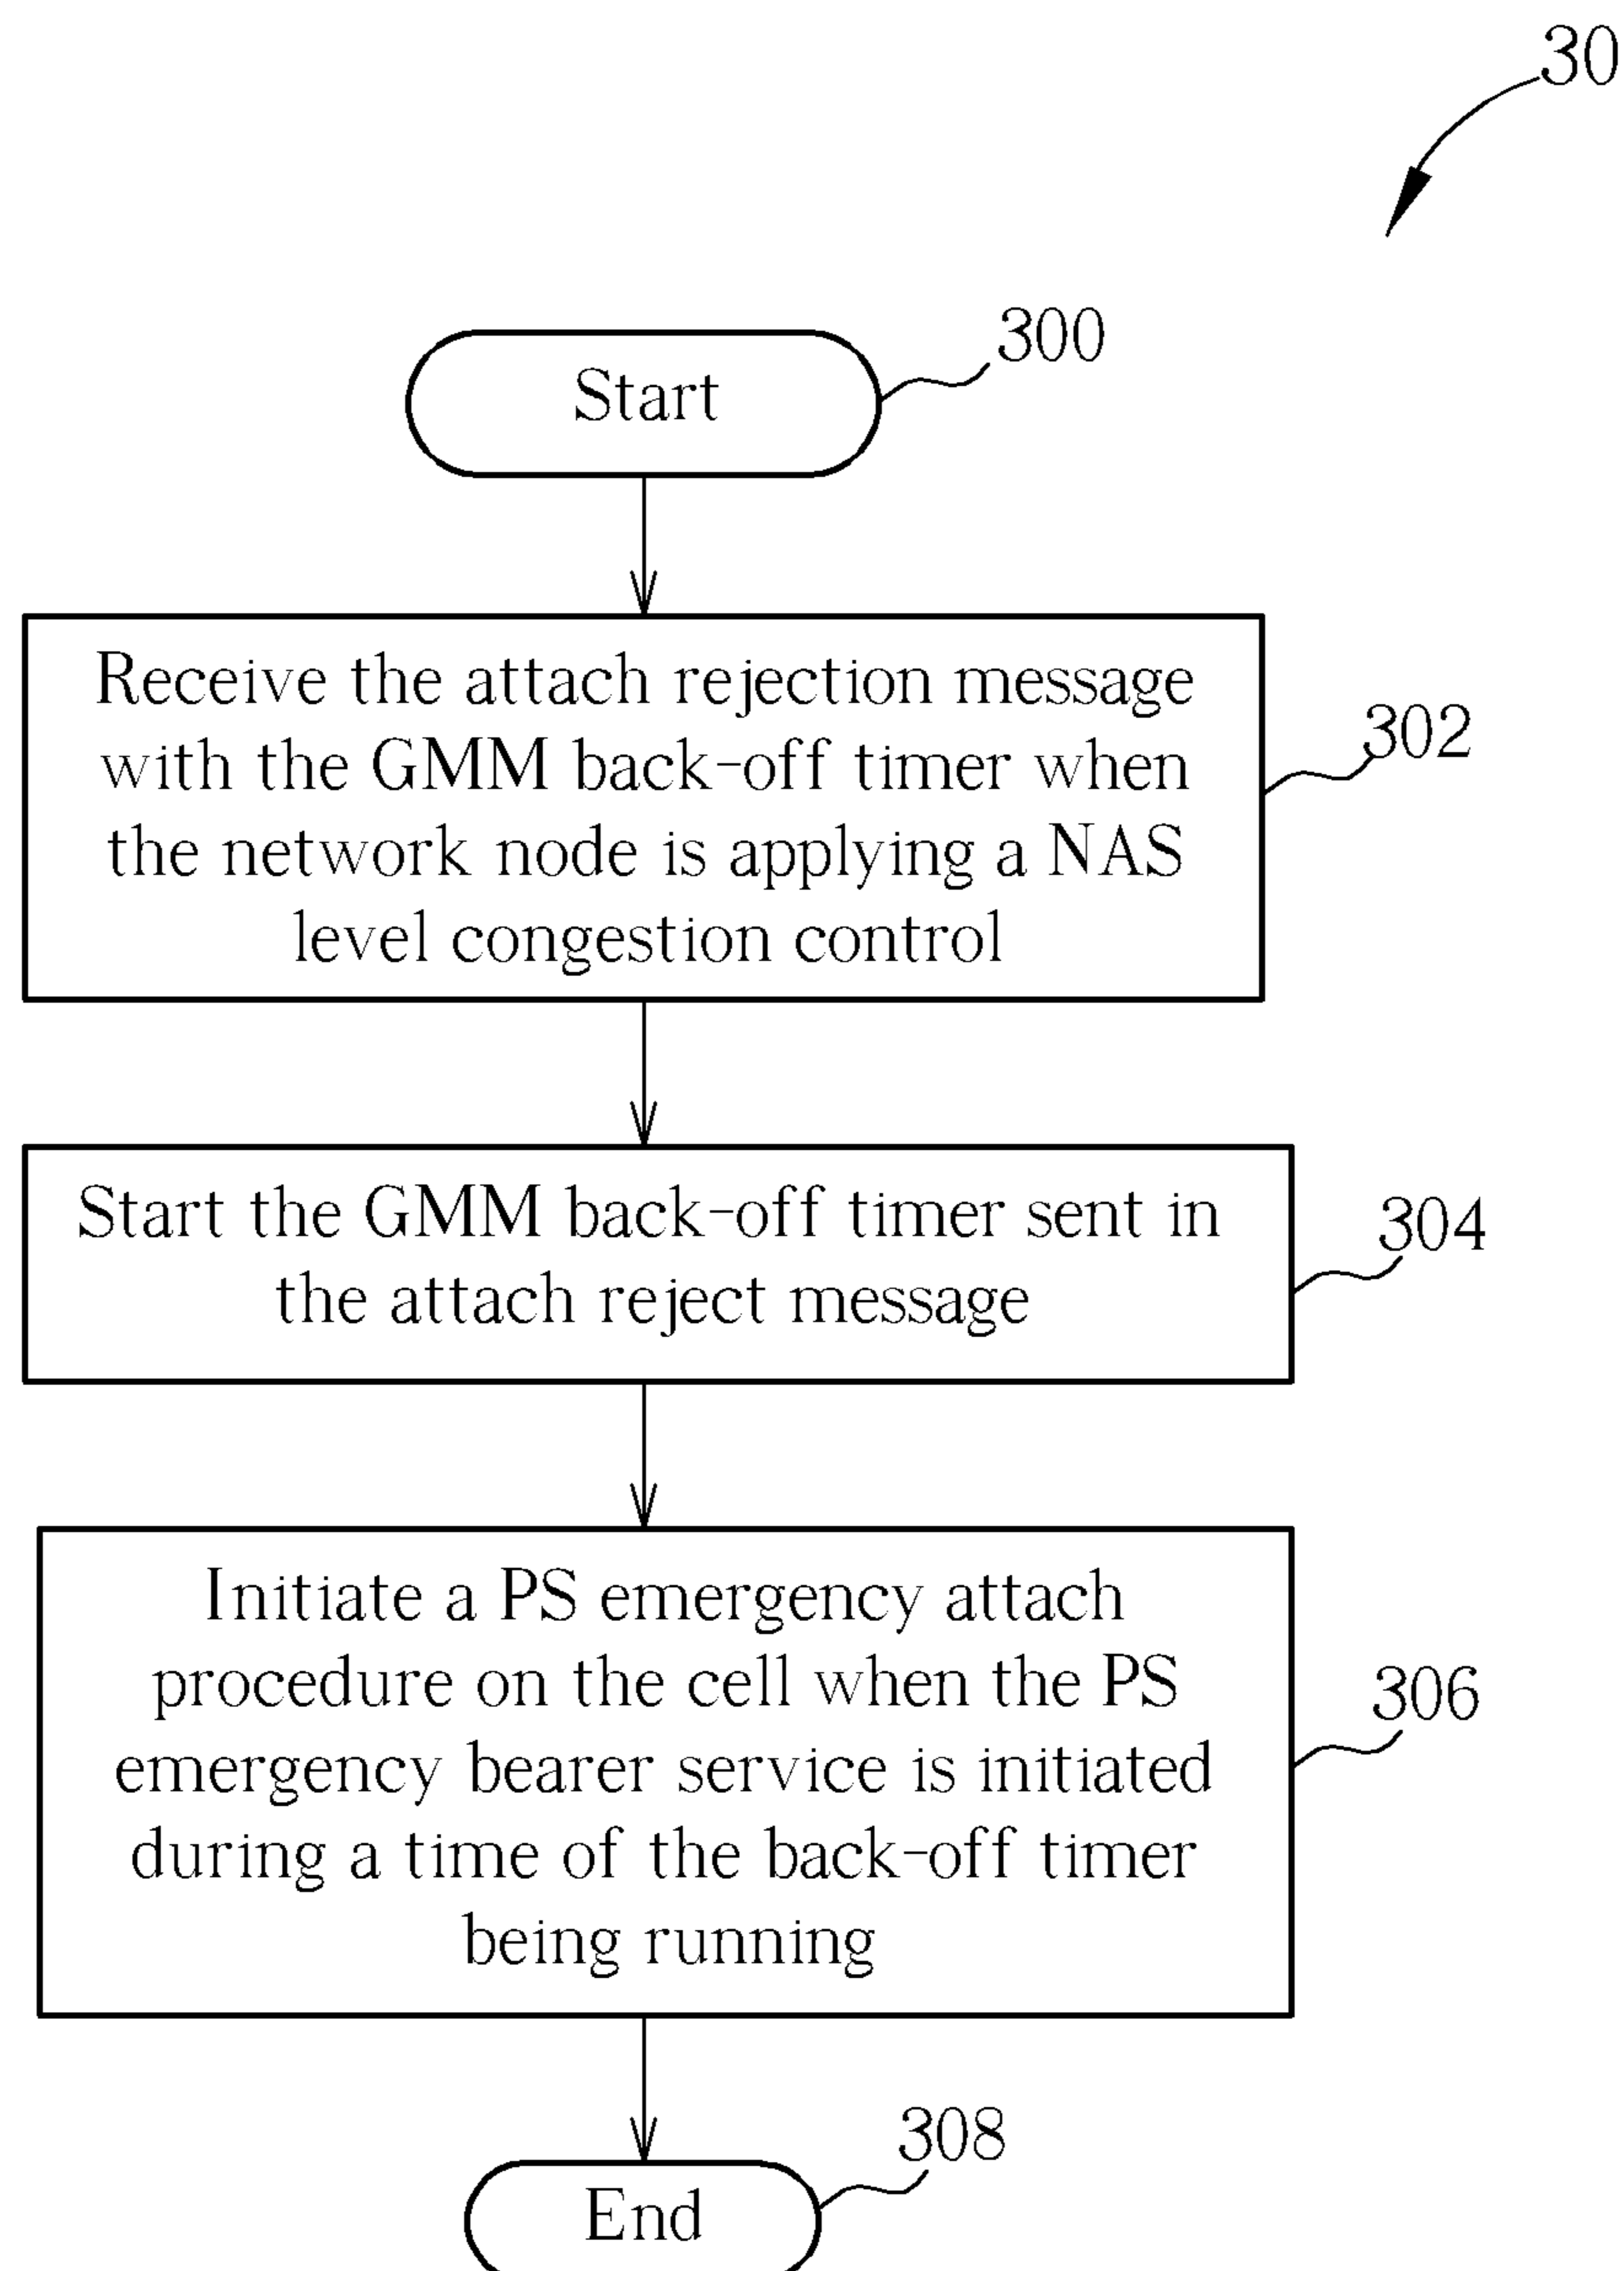 30
Start
300
Receive the attach rejection message
with the GMM back-off timer when
the network node is applying a NAS
level congestion control
302
Start the GMM back-off timer sent in
the attach reject message
304
Initiate a PS emergency attach
procedure on the cell when the PS
emergency bearer service is initiated
during a time of the back-off timer
being running
306
End
308